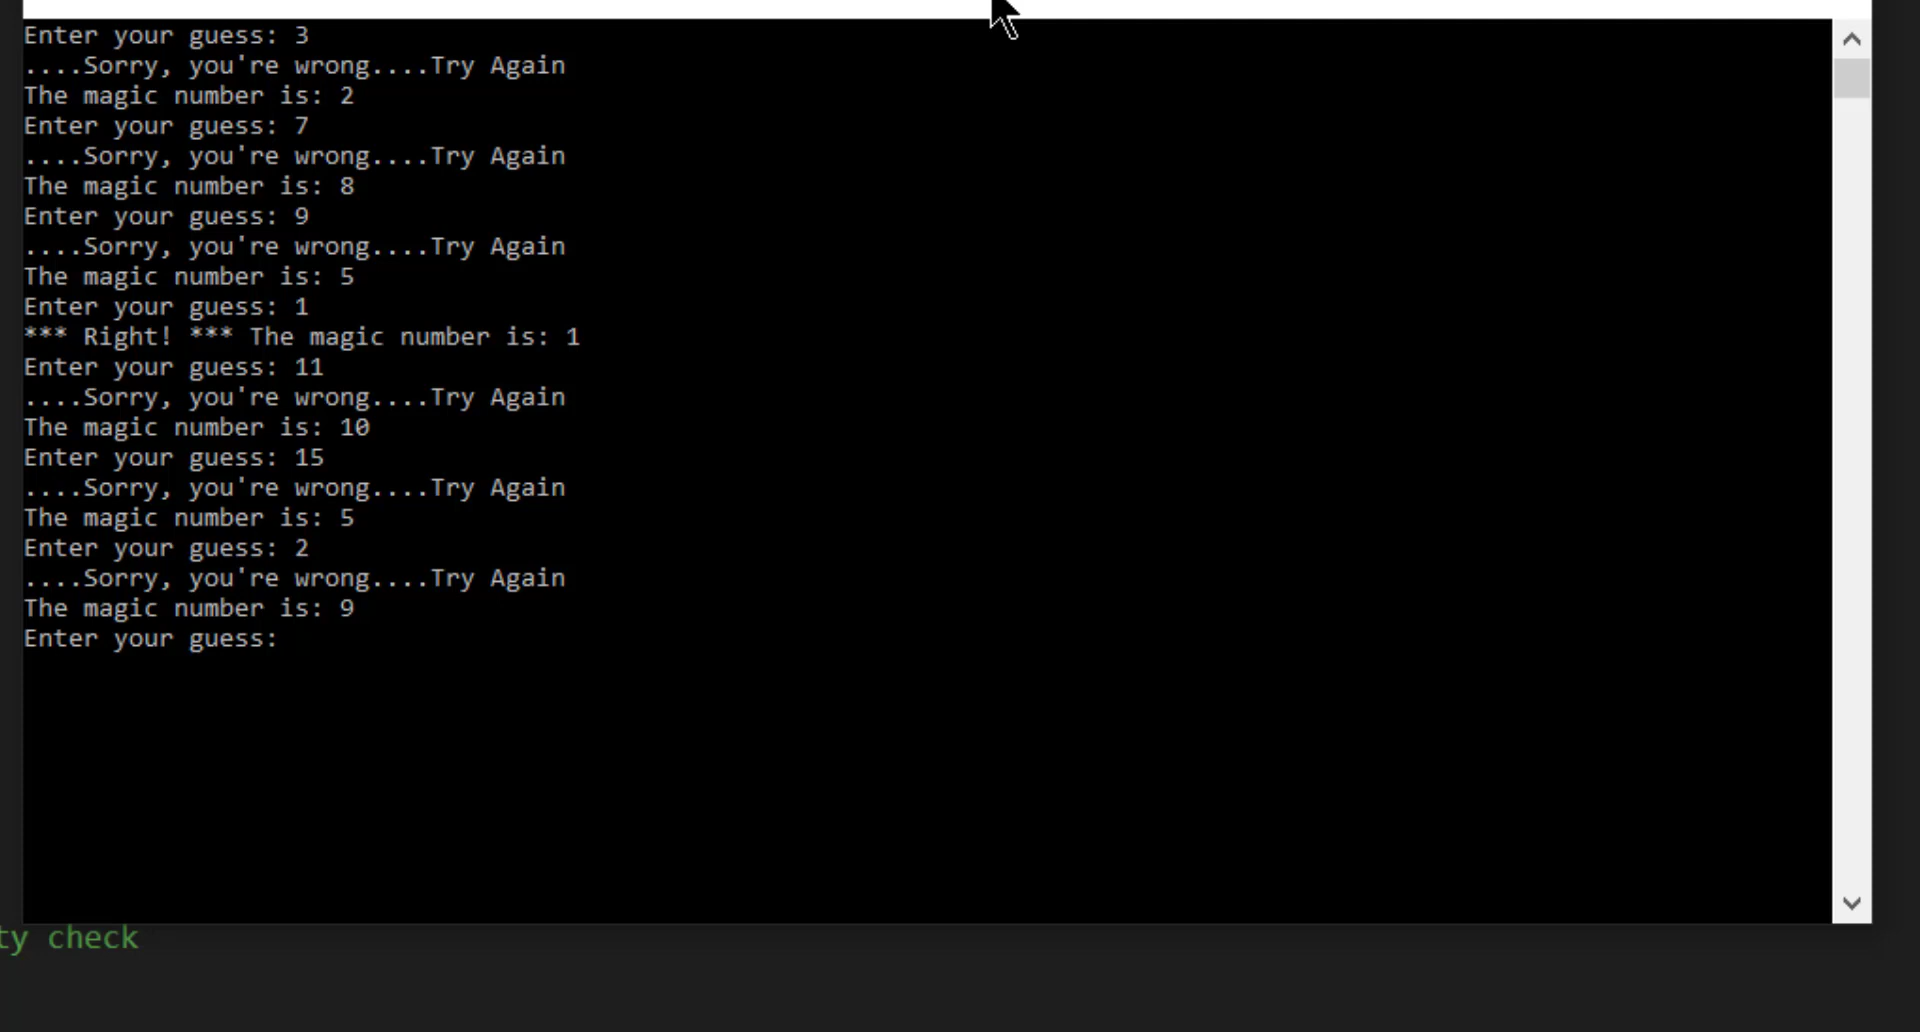 Enter your guess: 3
....Sorry, you're wrong....Try Again
The magic number is: 2
Enter your guess: 7
....Sorry, you're wrong....Try Again
The magic number is: 8
Enter your guess: 9
....Sorry, you're wrong....Try Again
The magic number is: 5
Enter your guess: 1
*** Right! *** The magic number is: 1
Enter your guess: 11
....Sorry, you're wrong....Try Again
The magic number is: 10
Enter your guess: 15
....Sorry, you're wrong....Try Again
The magic number is: 5
Enter your guess: 2
....Sorry, you're wrong....Try Again
The magic number is: 9
Enter your guess:
ty check